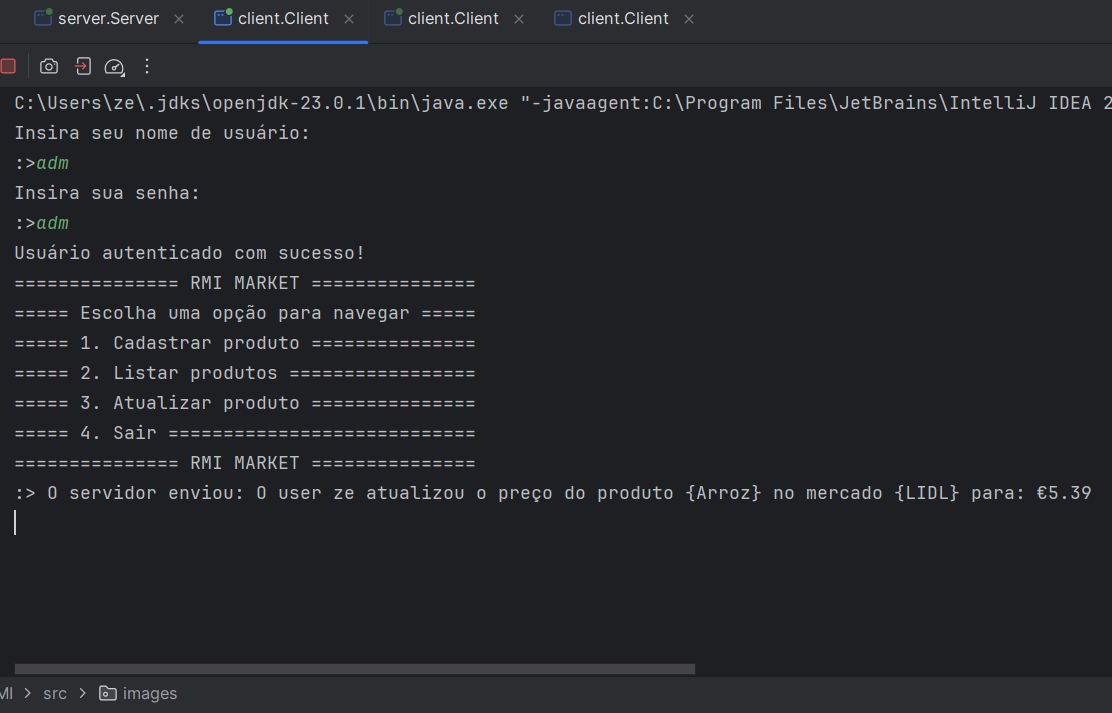 server.Server
client.Client
client.Client
client.Client
C:\Users\ze\.jdks\openjdk-23.0.1\bin\java.exe "-javaagent:C:\Program Files\JetBrains\IntelliJ IDEA 2
Insira seu nome de usuário:
:>adm
Insira sua senha:
:>adm
Usuário autenticado com sucesso!
=============== RMI MARKET ===============
===== Escolha uma opção para navegar =====
===== 1. Cadastrar produto ===============
===== 2. Listar produtos =================
===== 3. Atualizar produto ===============
===== 4. Sair ============================
=============== RMI MARKET ===============
:> O servidor enviou: O user ze atualizou o preço do produto {Arroz} no mercado {LIDL} para: €5.39
MI > src > images